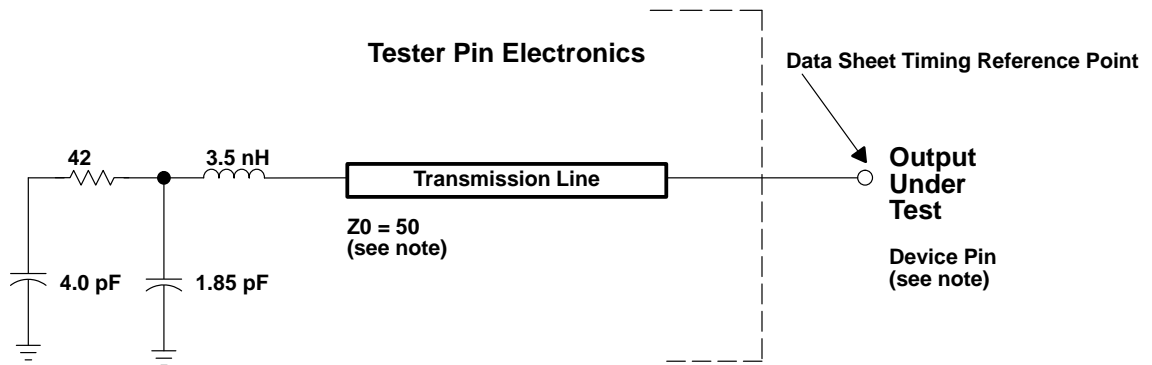 Tester Pin Electronics
Data Sheet Timing Reference Point
42
3.5 nH
Transmission Line
Output
Under
Test
Z0 = 50
(see note)
Device Pin
(see note)
4.0 pF
1.85 pF